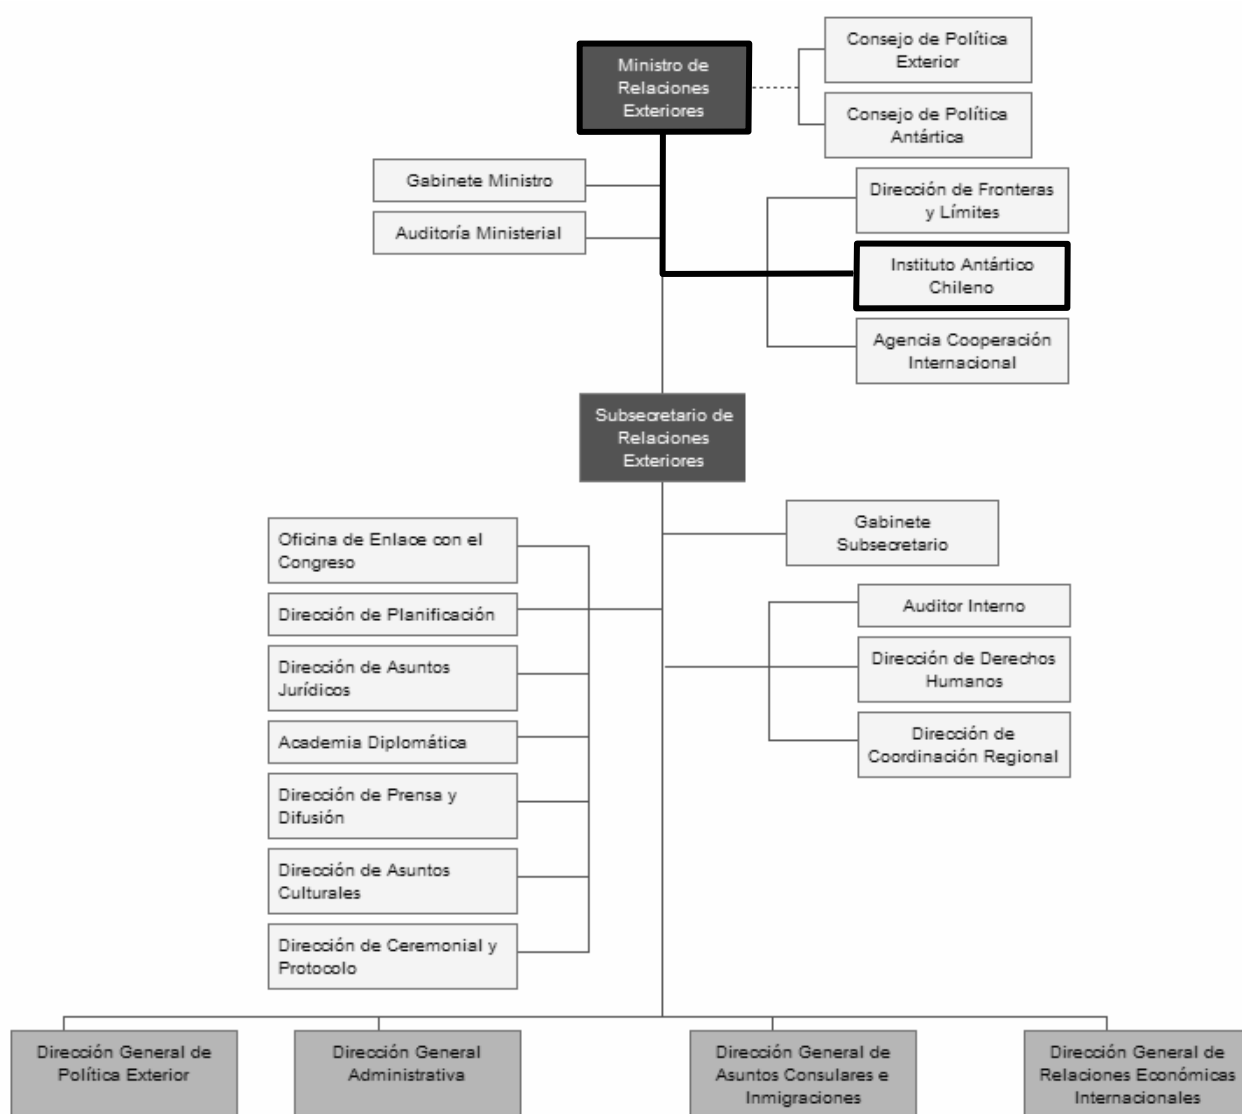 Ministro de
Relaciones
Exteriores
Consejo de Política
Exterior
Consejo de Política
Antártica
Gabinete Ministro
Auditoría Ministerial
Dirección de Fronteras
y Límites
Instituto Antártico
Chileno
Agencia Cooperación
Internacional
Subsecretario de
Relaciones
Exteriores
Gabinete
Subsecretario
Oficina de Enlace con el
Congreso
Dirección de Planificación
Dirección de Asuntos
Jurídicos
Academia Diplomática
Dirección de Prensa y
Difusión
Dirección de Asuntos
Culturales
Dirección de Ceremonial y
Protocolo
Auditor Interno
Dirección de Derechos
Humanos
Dirección de
Coordinación Regional
Dirección General de
Política Exterior
Dirección General
Administrativa
Dirección General de
Asuntos Consulares e
Inmigraciones
Dirección General de
Relaciones Económicas
Internacionales